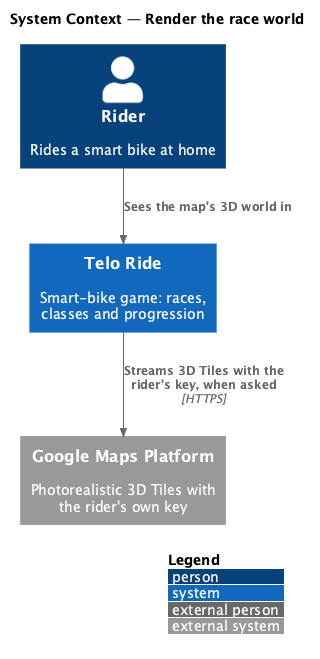 System Context — Render the race world
Rider
Rides a smart bike at home
Sees the map's 3D world in
Telo Ride
Smart-bike game: races,
classes and progression
Streams 3D Tiles with the
rider's key, when asked
[HTTPS]
Google Maps Platform
Photorealistic 3D Tiles with
the rider's own key
Legend
person
system
external person
external system